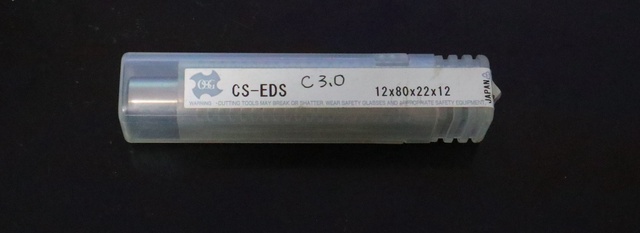 OSG
CS-EDS C 3.0 12x80x22x12
WARNING -CUTTING TOOLS MAY BREAK OR SHATTER. WEAR SAFETY GLASSES AND APPROPRIATE SAFETY EQUIPMENT.
JAPAN